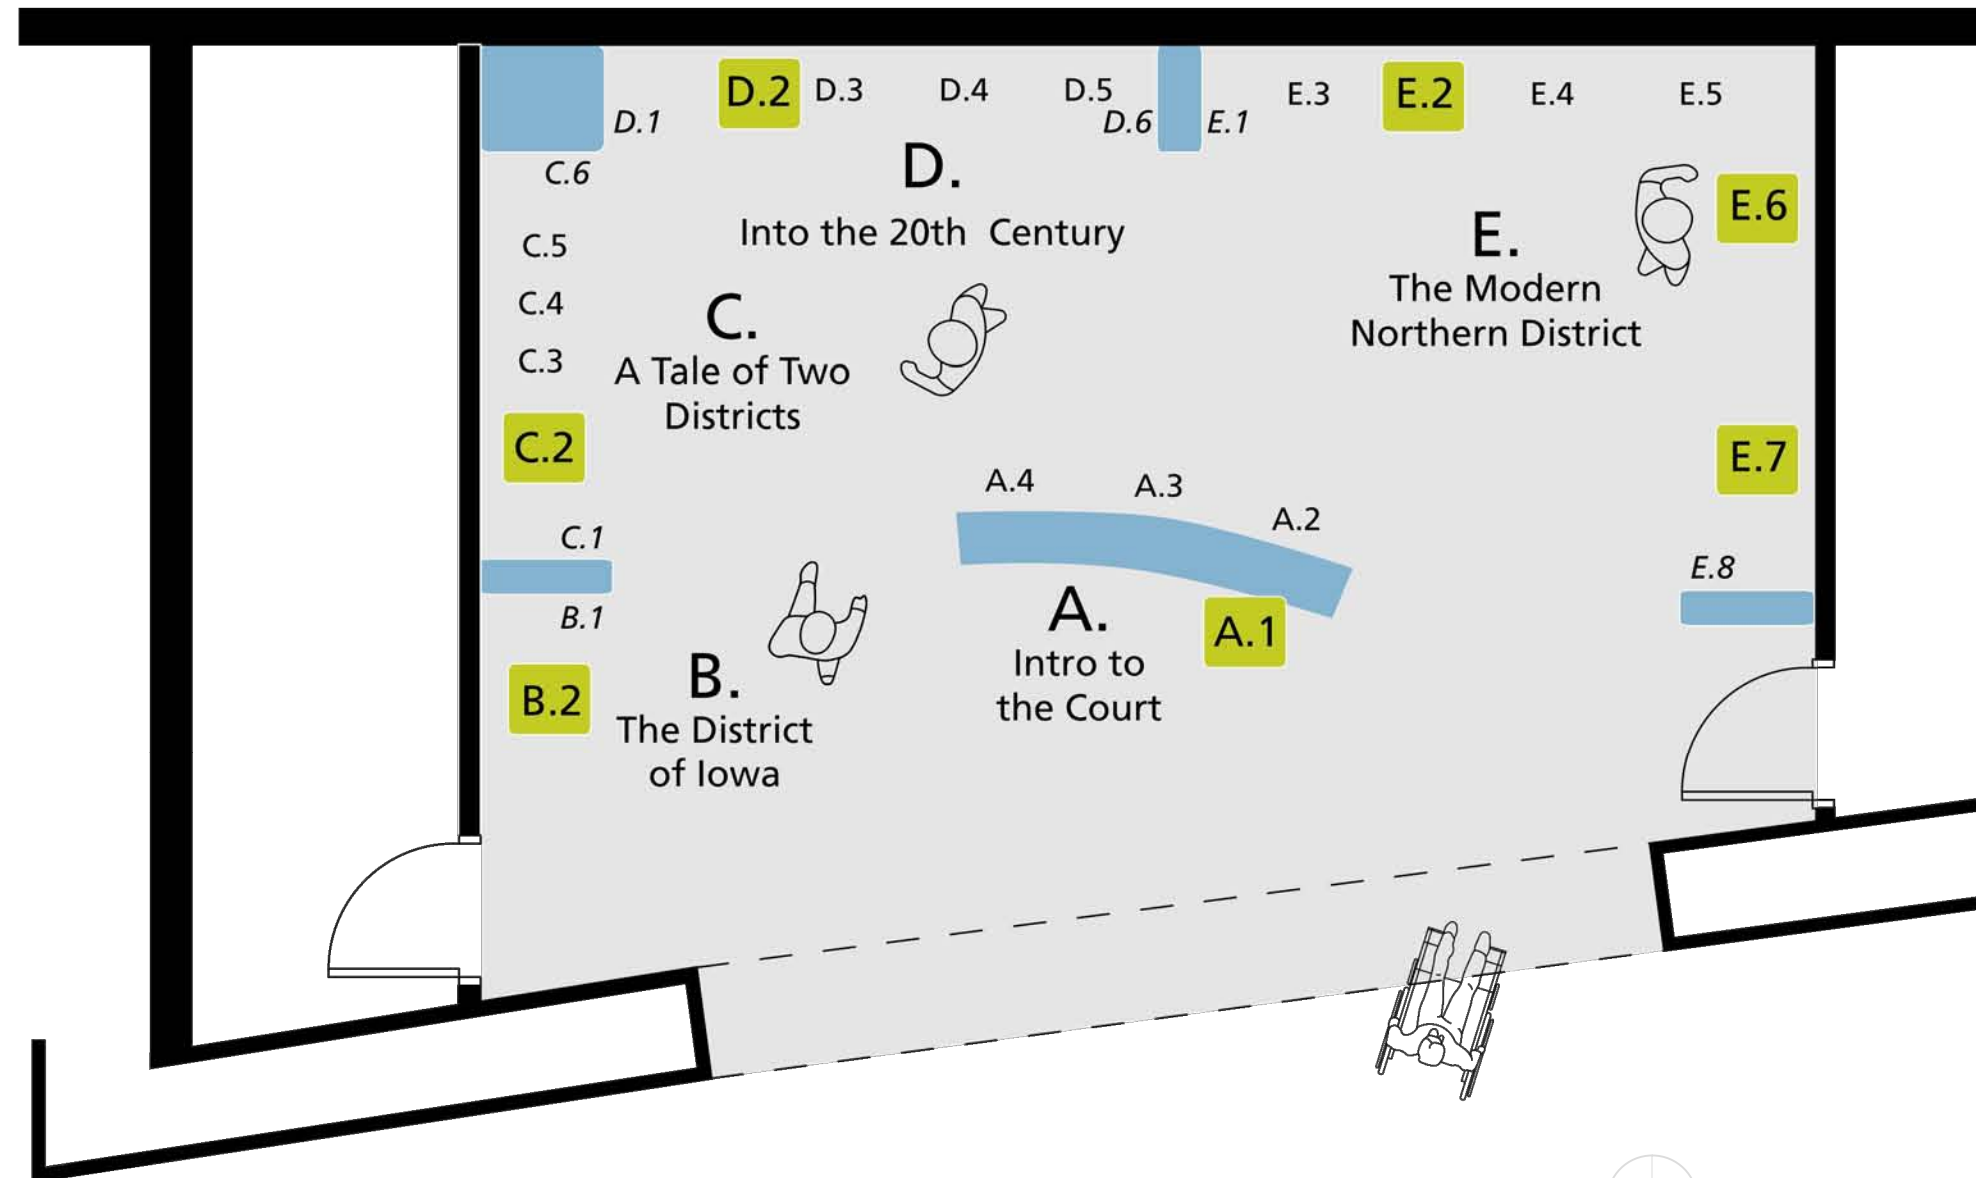 D.1
D.2
D.3
D.4
D.5
D.6
E.1
E.3
E.2
E.4
E.5
C.6
D.
Into the 20th Century
E.6
C.5
C.4
C.3
C.
A Tale of Two
Districts
E.
The Modern
Northern District
C.2
E.7
A.4
A.3
A.2
C.1
B.1
E.8
A.
Intro to
the Court
A.1
B.2
B.
The District
of Iowa